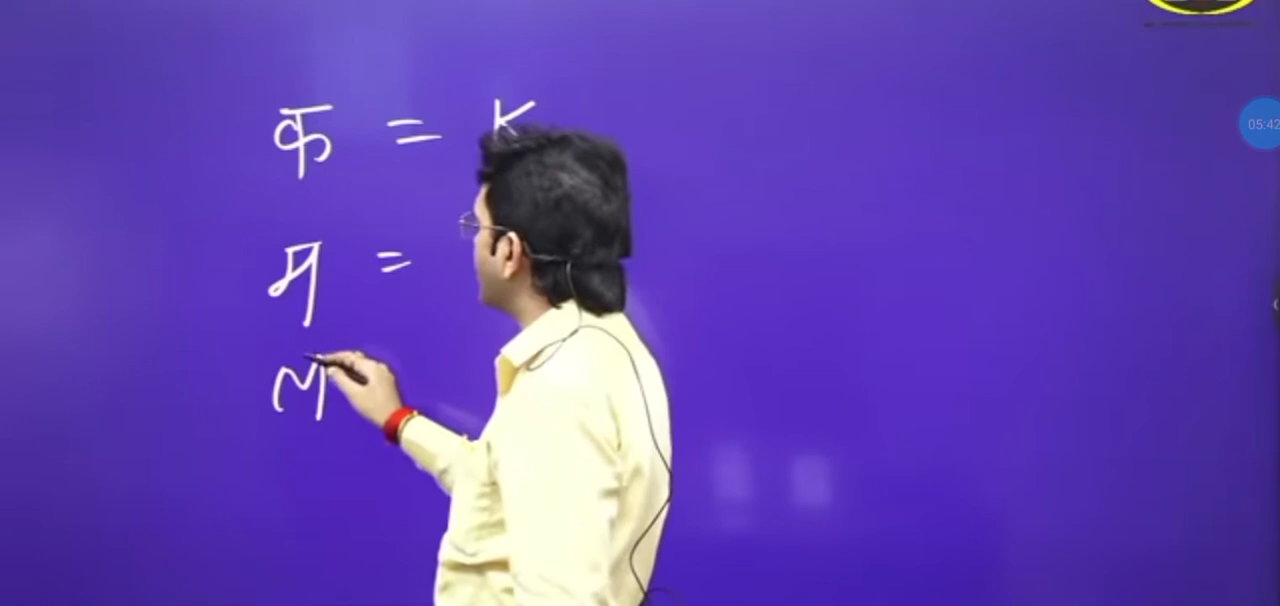 क = K
म =
ल
05:42